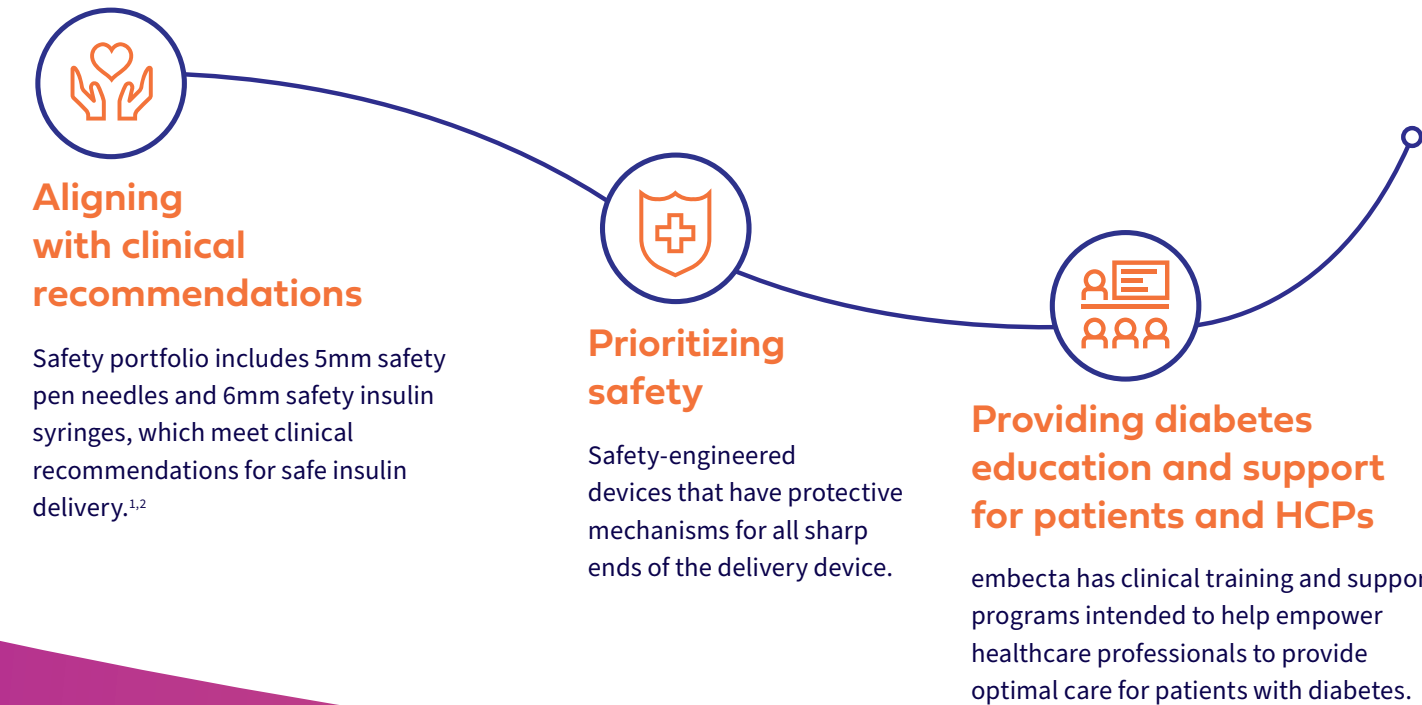 Aligning
with clinical
recommendations
Safety portfolio includes 5mm safety
pen needles and 6mm safety insulin
syringes, which meet clinical
recommendations for safe insulin
delivery.1,2
Prioritizing
safety
Safety-engineered
devices that have protective
mechanisms for all sharp
ends of the delivery device.
Providing diabetes
education and support
for patients and HCPs
embecta has clinical training and suppor
programs intended to help empower
healthcare professionals to provide
optimal care for patients with diabetes.